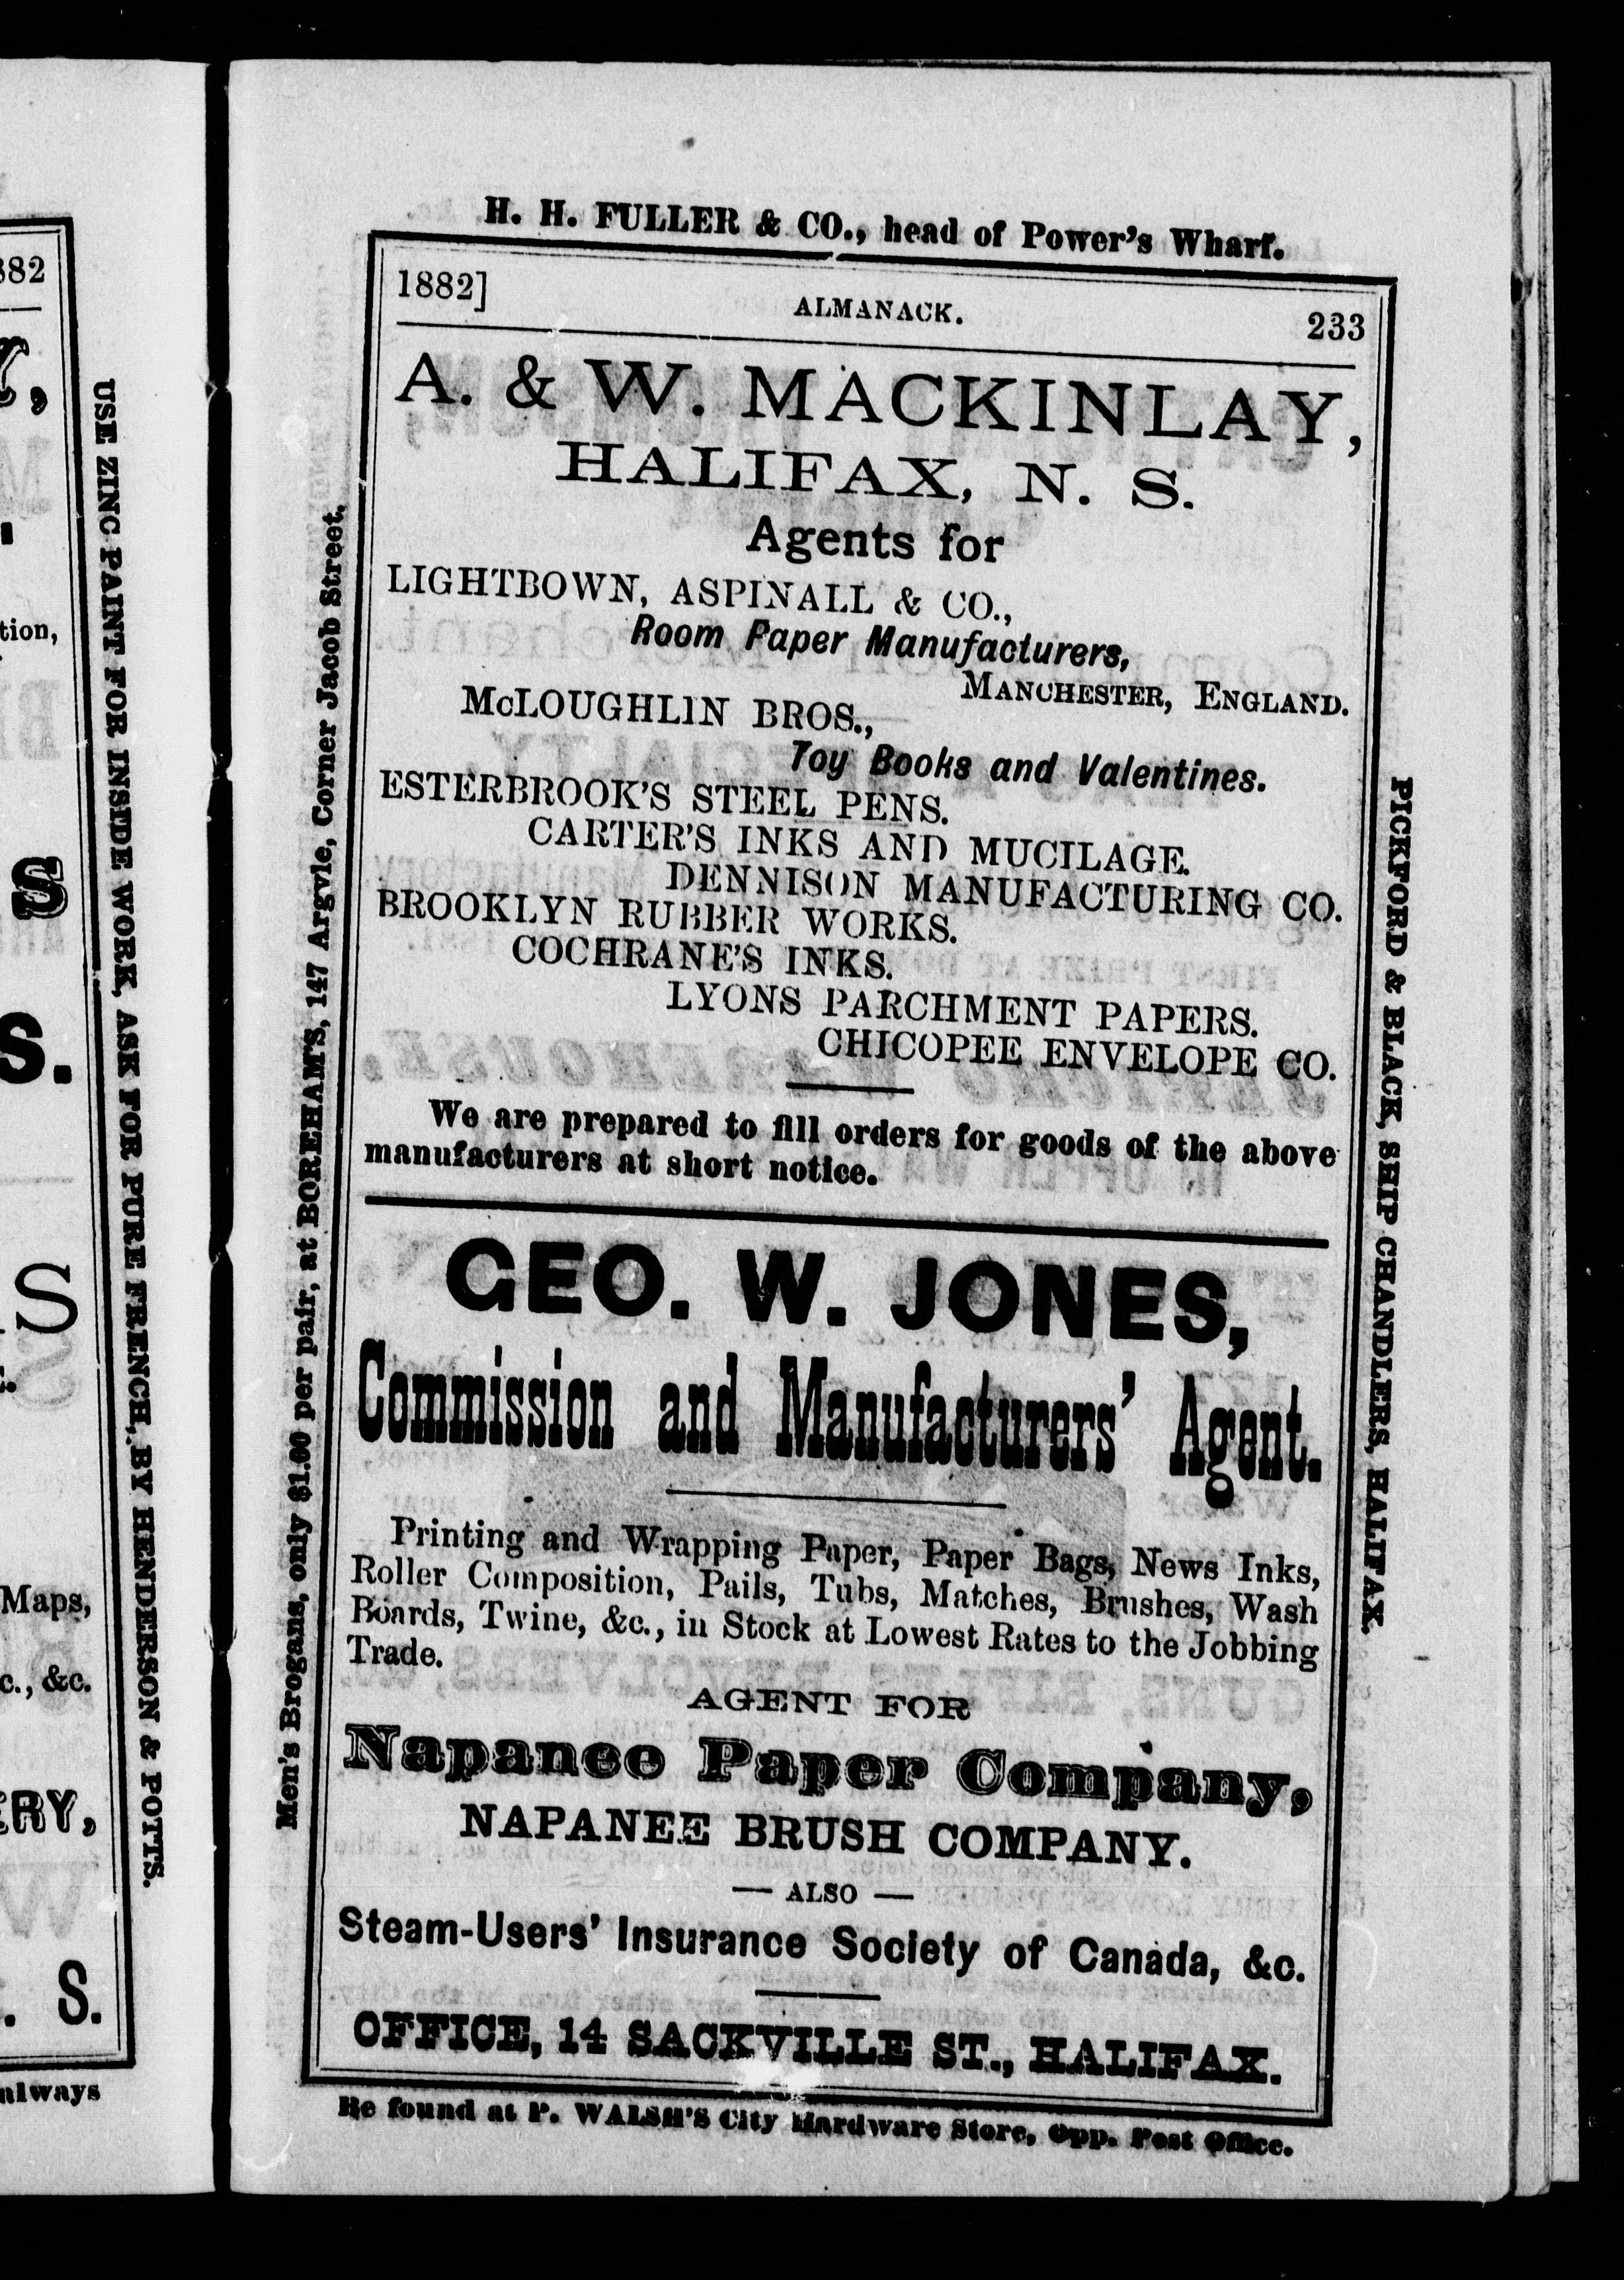 882
tion,
S
S.
S
Maps,
c., &c.
ERY,
. S.
always
USE ZINC PAINT FOR INSIDE WORK, ASK FOR PURE FRENCH, BY HENDERSON & POTTS.
H. H. FULLER & CO., head of Power's Wharf.
Men's Brogans, only $1.00 per pair, at BOREHAM'S, 147 Argyle, Corner Jacob Street.
1882] ALMANACK. 233
A. & W. MACKINLAY,
HALIFAX, N. S.
Agents for
LIGHTBOWN, ASPINALL & CO.,
Room Paper Manufacturers,
MANCHESTER, ENGLAND.
McLOUGHLIN BROS.,
Toy Books and Valentines.
ESTERBROOK'S STEEL PENS.
CARTER'S INKS AND MUCILAGE.
DENNISON MANUFACTURING CO.
BROOKLYN RUBBER WORKS.
COCHRANE'S INKS.
LYONS PARCHMENT PAPERS.
CHICOPEE ENVELOPE CO.
We are prepared to fill orders for goods of the above
manufacturers at short notice.
GEO. W. JONES,
Commission and Manufacturers' Agent.
Printing and Wrapping Paper, Paper Bags, News Inks,
Roller Composition, Pails, Tubs, Matches, Brushes, Wash
Boards, Twine, &c., in Stock at Lowest Rates to the Jobbing
Trade.
AGENT FOR
Napanee Paper Company,
NAPANEE BRUSH COMPANY.
— ALSO —
Steam-Users' Insurance Society of Canada, &c.
OFFICE, 14 SACKVILLE ST., HALIFAX.
PICKFORD & BLACK, SHIP CHANDLERS, HALIFAX.
Be found at P. WALSH'S City Hardware Store, Opp. Post Office.